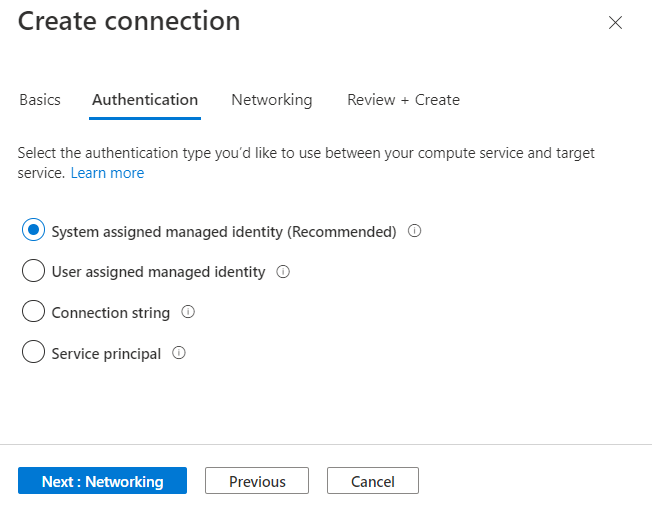 Create connection
Basics Authentication Networking Review + Create
Select the authentication type you'd like to use between your compute service and target
service. Learn more
System assigned managed identity (Recommended)
User assigned managed identity
Connection string
Service principal
Next : Networking Previous Cancel